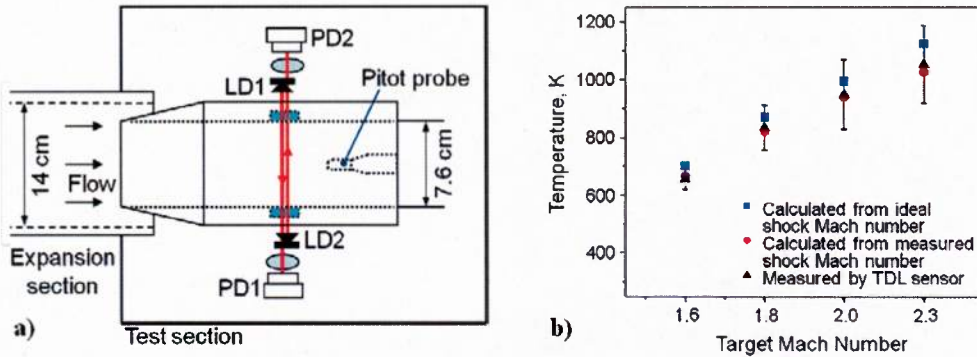 PD2
LD1
Pitot probe
14 cm
Flow
7.6 cm
LD2
Expansion
section
PD1
a)
Test section
Temperature, K
1200
1000
800
600
400
Calculated from ideal
shock Mach number
Calculated from measured
shock Mach number
Measured by TDL sensor
1.6
1.8
2.0
2.3
b)
Target Mach Number